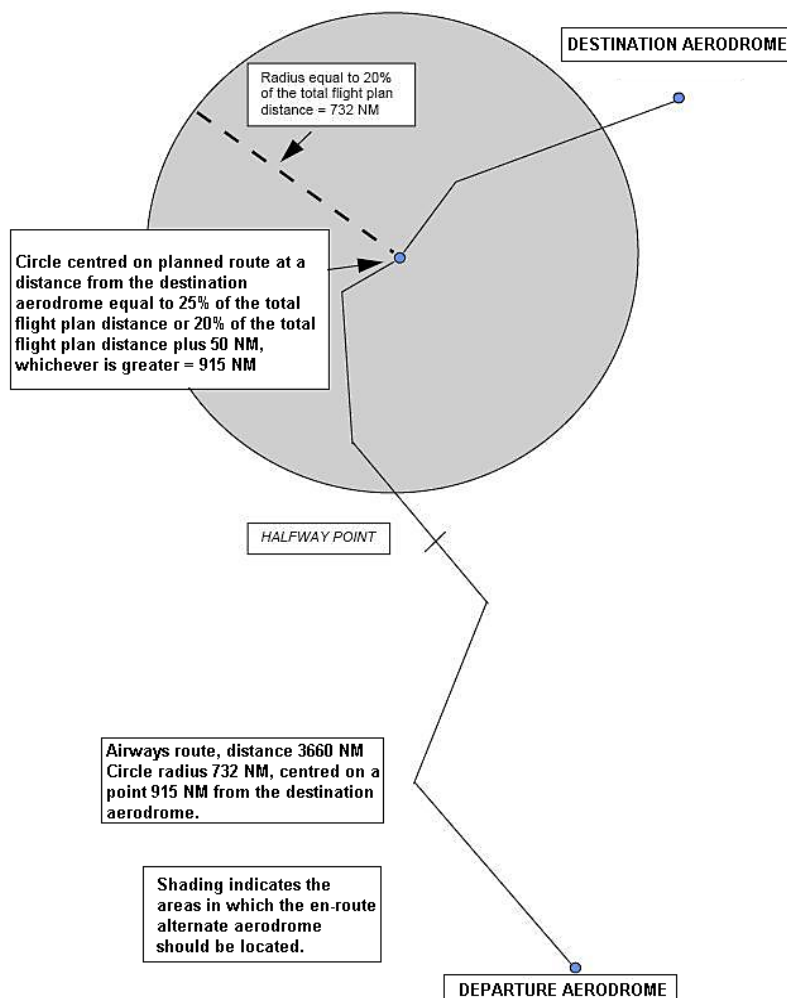 DESTINATION AERODROME
Radius equal to 20%
of the total flight plan
distance = 732 NM
Circle centred on planned route at a
distance from the destination
aerodrome equal to 25% of the total
flight plan distance or 20% of the total
flight plan distance plus 50 NM,
whichever is greater = 915 NM
HALFWAY POINT
Airways route, distance 3660 NM
Circle radius 732 NM, centred on a
point 915 NM from the destination
aerodrome.
Shading indicates the
areas in which the en-route
alternate aerodrome
should be located.
DEPARTURE AERODROME